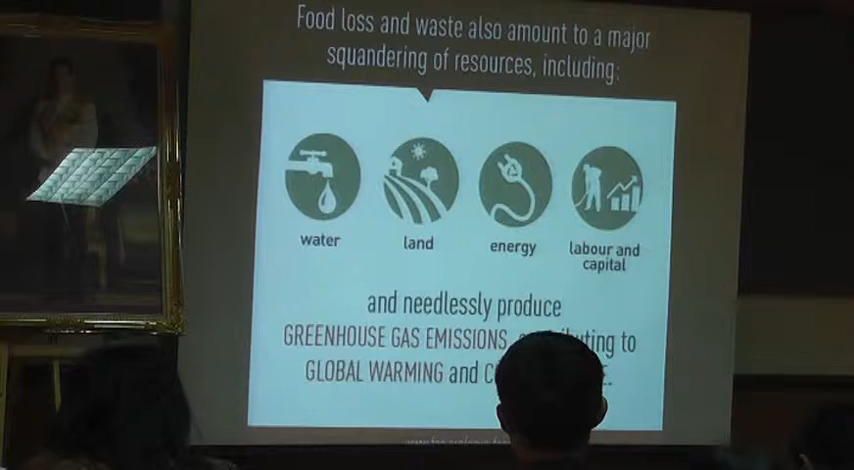 Food loss and waste also amount to a major
squandering of resources, including:
water
land
energy
labour and
capital
and needlessly produce
GREENHOUSE GAS EMISSIONS, to
GLOBAL WARMING and